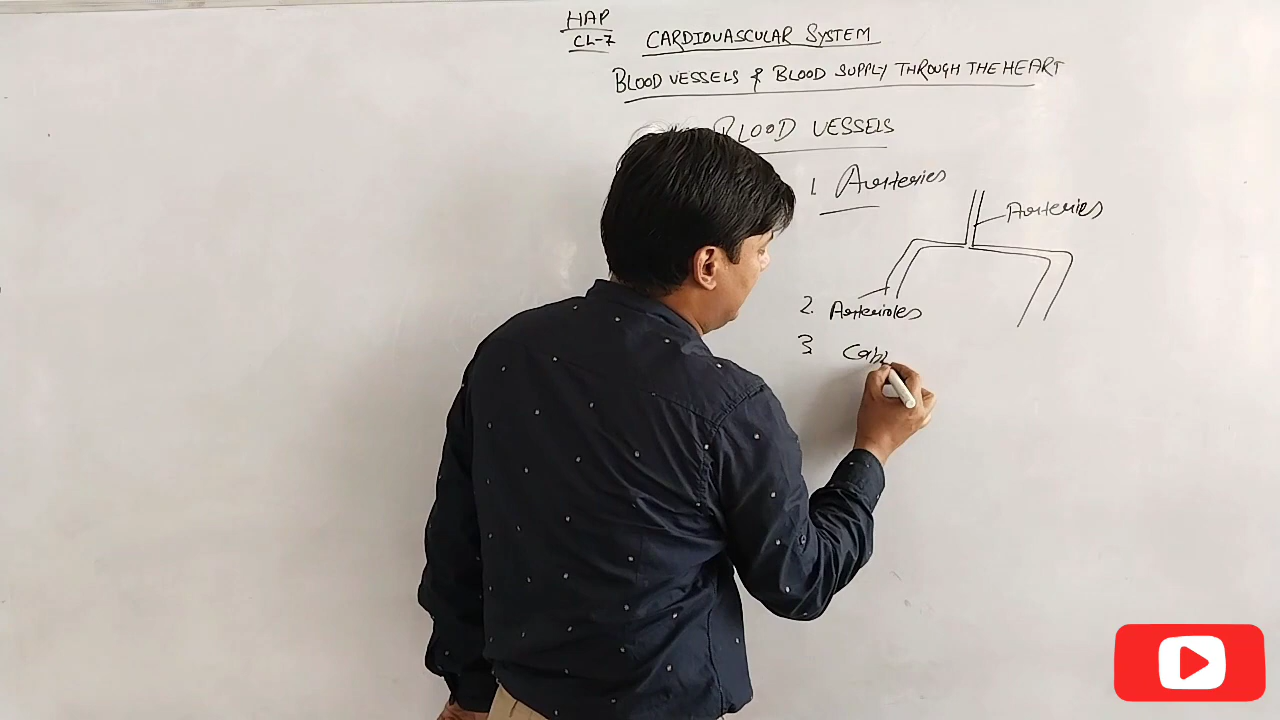 HAP
CL-7
CARDIOVASCULAR SYSTEM
BLOOD VESSELS & BLOOD SUPPLY THROUGH THE HEART
BLOOD VESSELS
1. Arteries
Arteries
2. Arterioles
3.